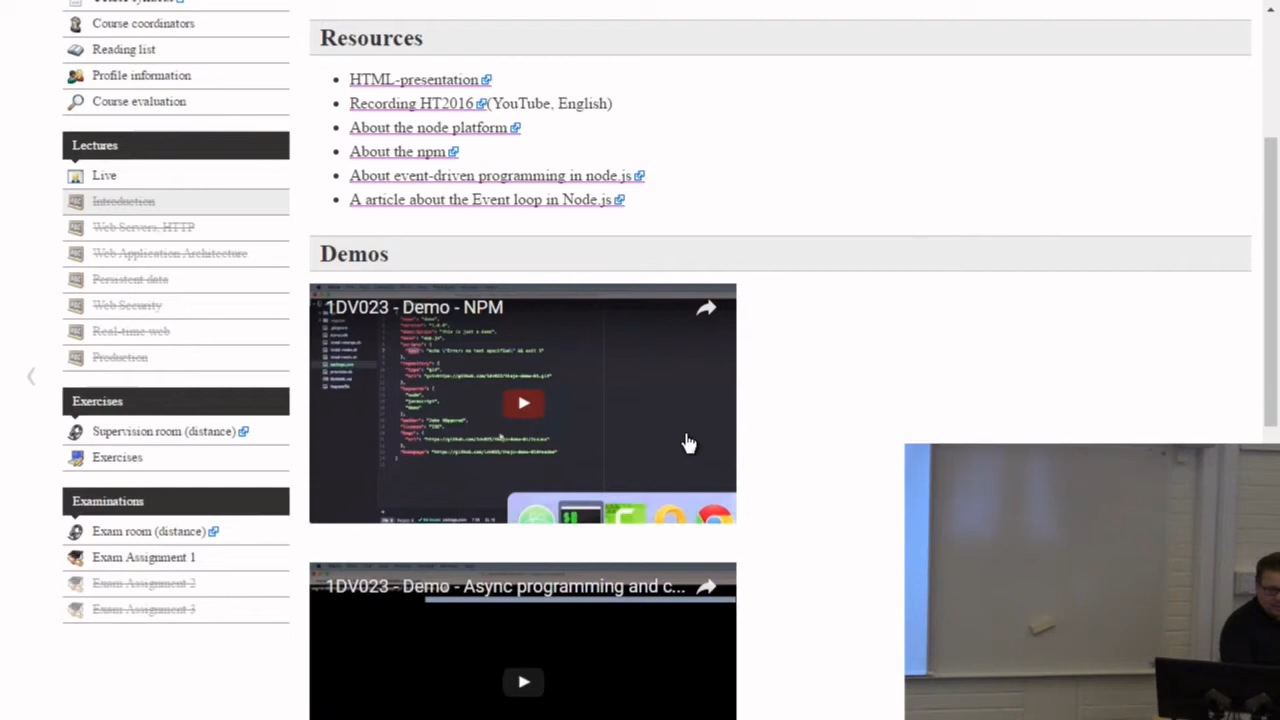 Course coordinators
Reading list
Profile information
Course evaluation
Lectures
Live
Introduction
Web Servers, HTTP
Web Application Architecture
Persistent data
Web Security
Real-time web
Production
Exercises
Supervision room (distance)
Exercises
Examinations
Exam room (distance)
Exam Assignment 1
Exam Assignment 2
Exam Assignment 3
Resources
HTML-presentation
Recording HT2016 (YouTube, English)
About the node platform
About the npm
About event-driven programming in node.js
A article about the Event loop in Node.js
Demos
1DV023 - Demo - NPM
1DV023 - Demo - Async programming and c...